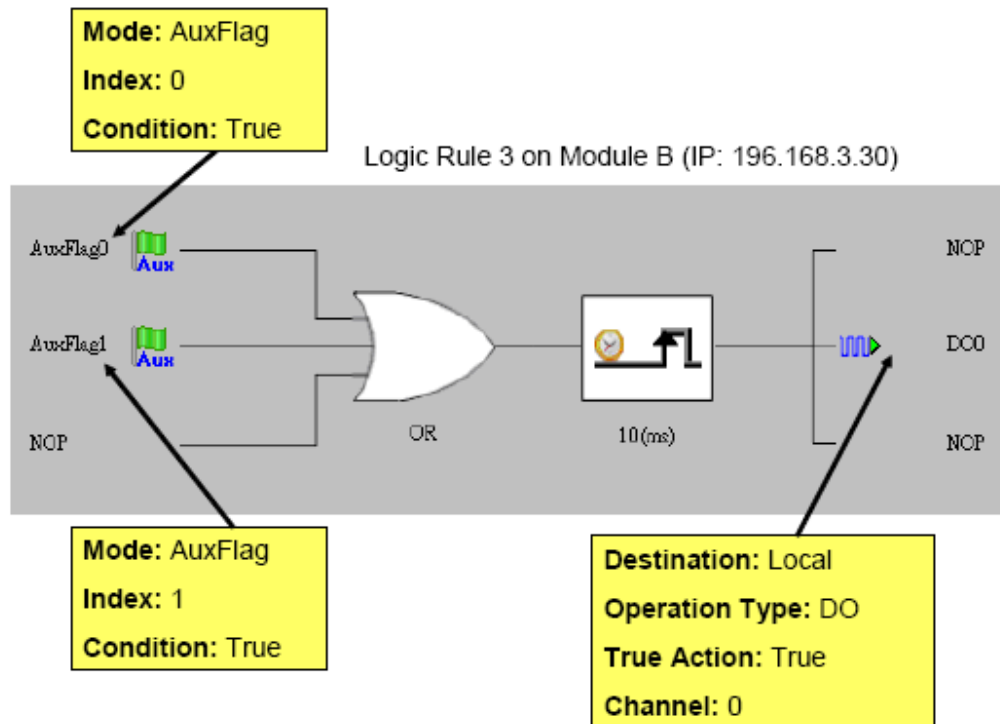 Mode: AuxFlag
Index: 0
Condition: True
Logic Rule 3 on Module B (IP: 196.168.3.30)
AuxFlag0
Aux
NOP
AuxFlag1
Aux
DO0
NOP
OR
10(ms)
NOP
Mode: AuxFlag
Index: 1
Condition: True
Destination: Local
Operation Type: DO
True Action: True
Channel: 0